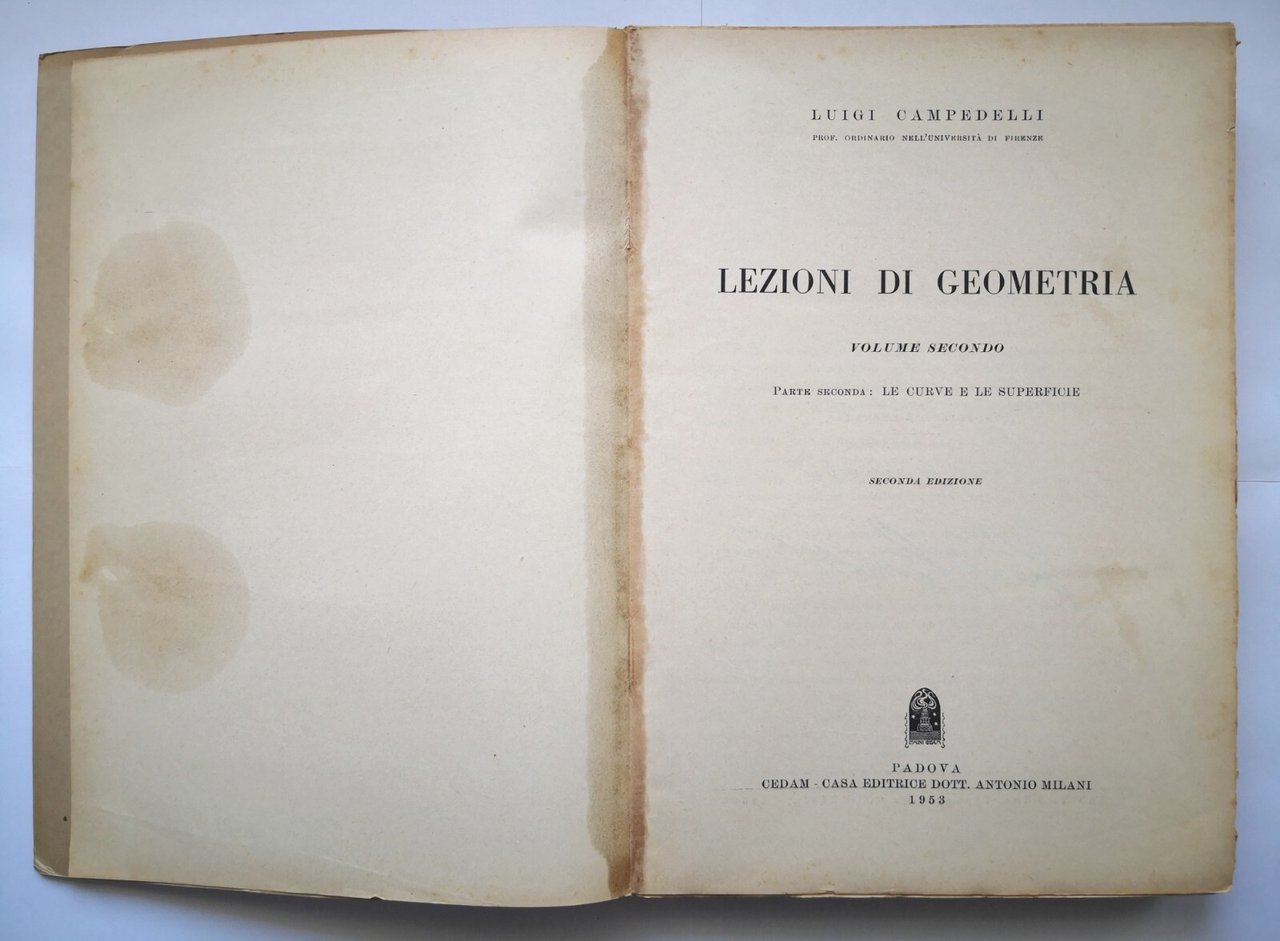 LUIGI CAMPEDELLI
PROF. ORDINARIO NELL'UNIVERSITÀ DI FIRENZE
LEZIONI DI GEOMETRIA
VOLUME SECONDO
PARTE SECONDA: LE CURVE E LE SUPERFICIE
SECONDA EDIZIONE
PADOVA
CEDAM - CASA EDITRICE DOTT. ANTONIO MILANI
1953